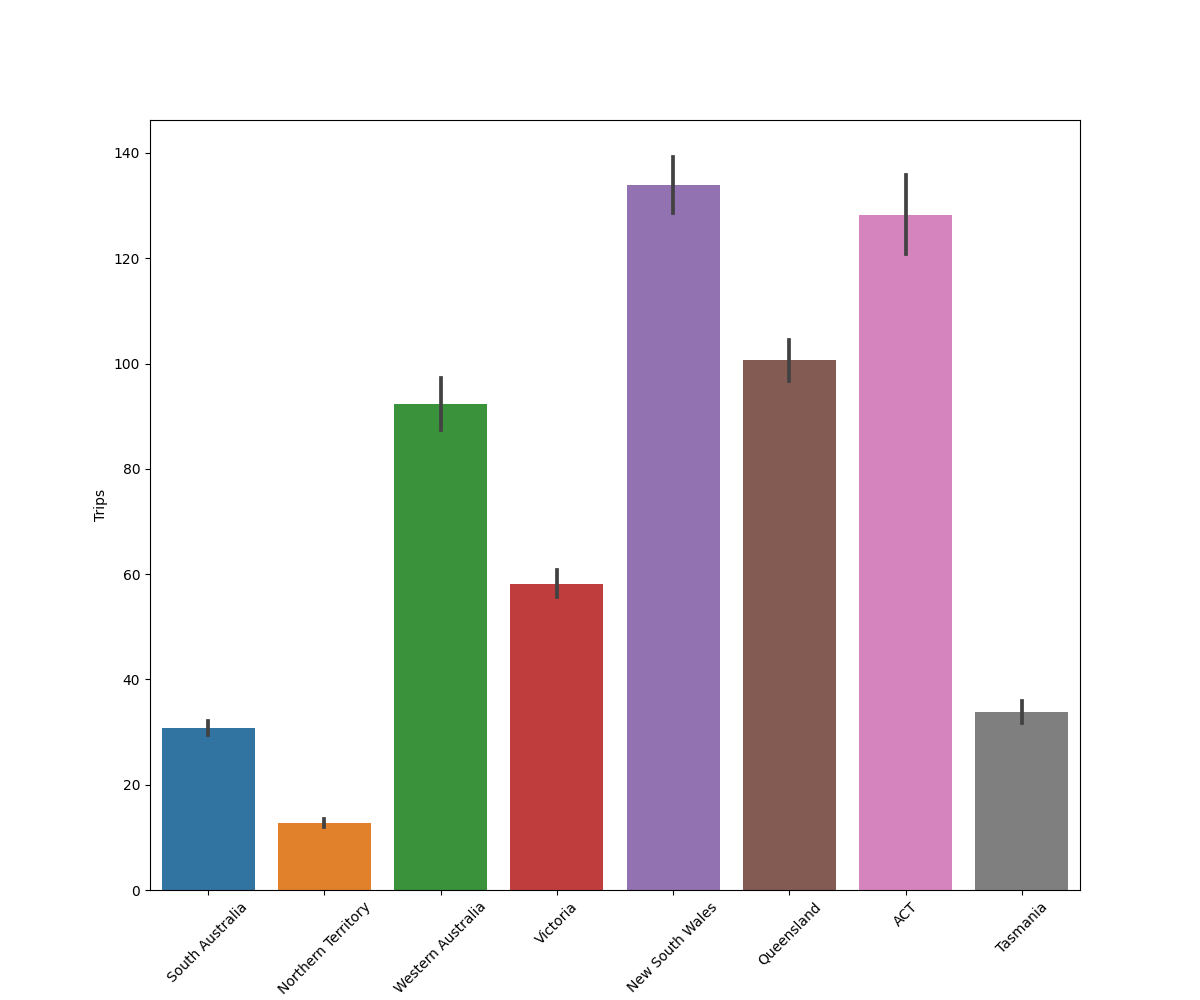 140
120
100
80
60
40
20
0
Trips
South Australia
Northern Territory
Western Australia
Victoria
New South Wales
Queensland
ACT
Tasmania